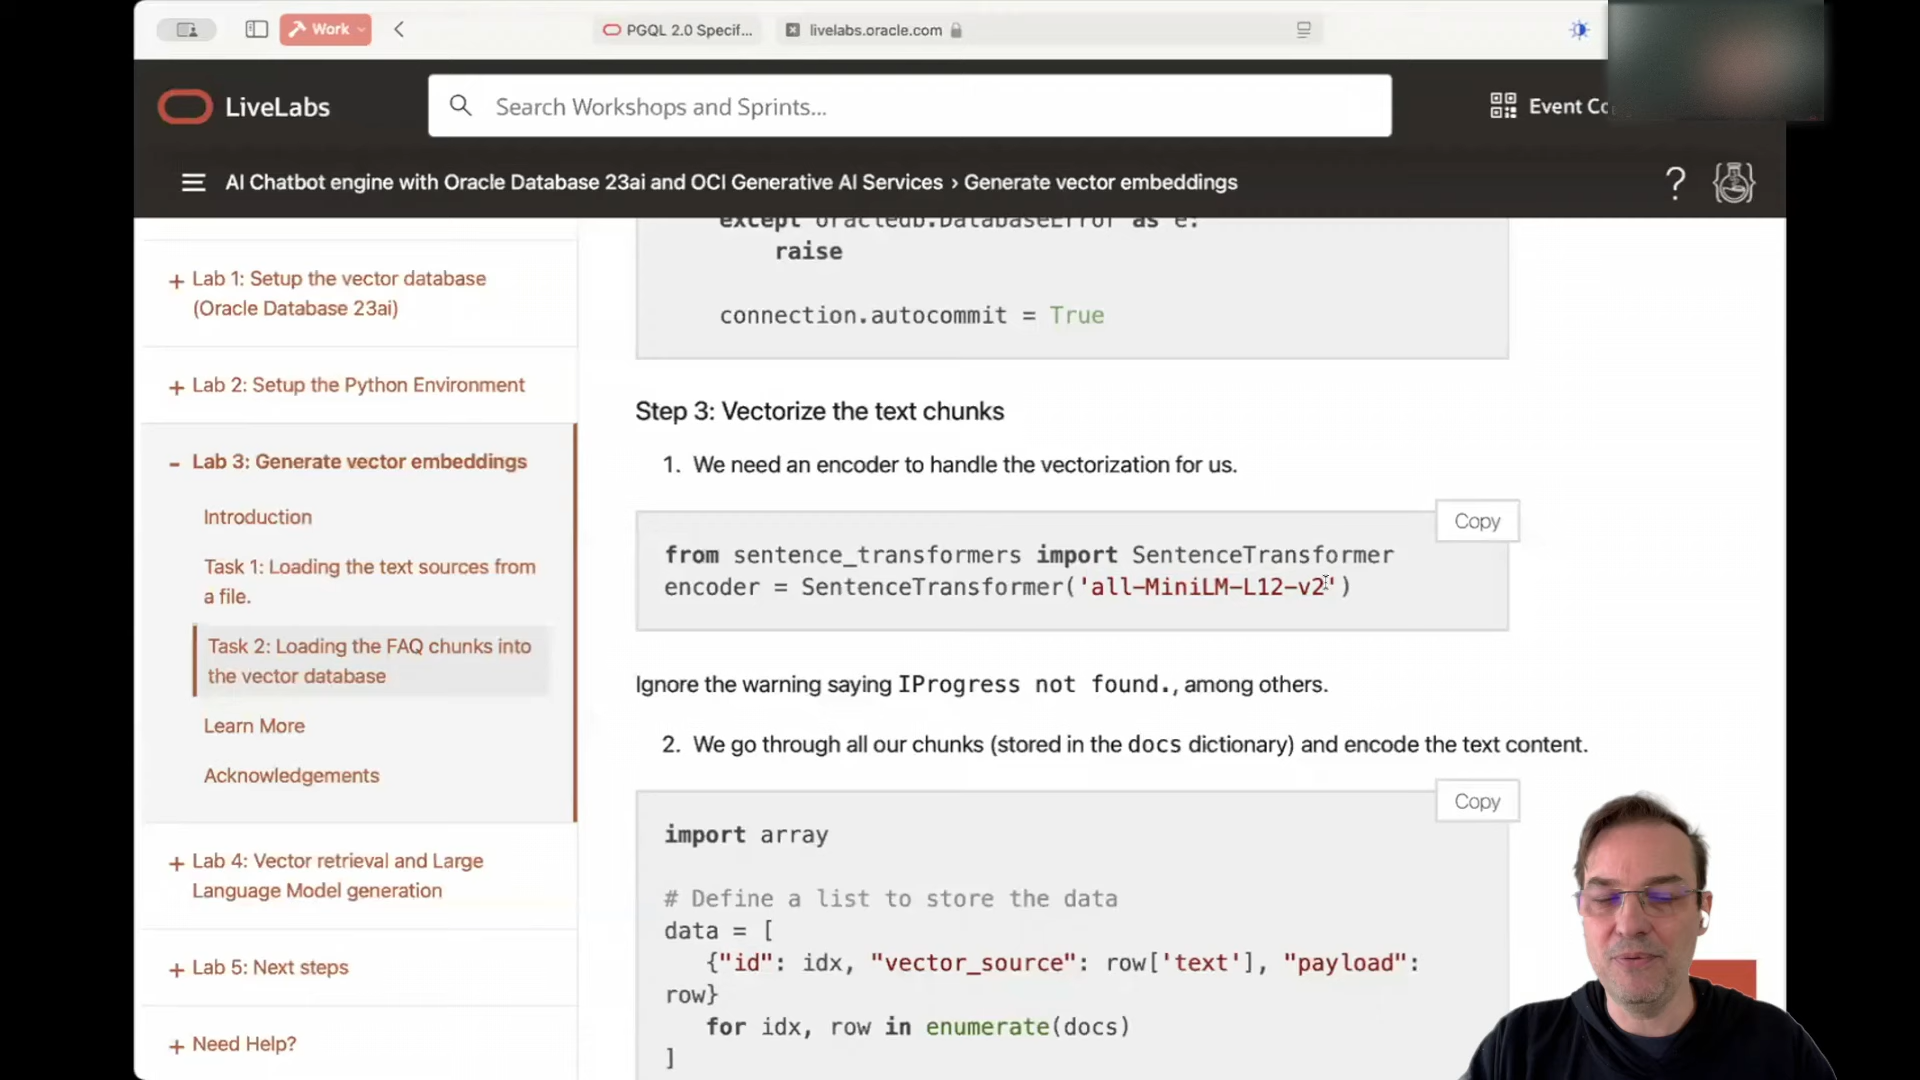 Work
PGQL 2.0 Specif...
livelabs.oracle.com
LiveLabs
Search Workshops and Sprints...
Event Co
AI Chatbot engine with Oracle Database 23ai and OCI Generative AI Services › Generate vector embeddings
?
+ Lab 1: Setup the vector database
(Oracle Database 23ai)
+ Lab 2: Setup the Python Environment
- Lab 3: Generate vector embeddings
Introduction
Task 1: Loading the text sources from
a file.
Task 2: Loading the FAQ chunks into
the vector database
Learn More
Acknowledgements
+ Lab 4: Vector retrieval and Large
Language Model generation
+ Lab 5: Next steps
+ Need Help?
except oracledb.DatabaseError as e:
raise
connection.autocommit = True
Step 3: Vectorize the text chunks
1. We need an encoder to handle the vectorization for us.
Copy
from sentence_transformers import SentenceTransformer
encoder = SentenceTransformer('all-MiniLM-L12-v2')
Ignore the warning saying IProgress not found., among others.
2. We go through all our chunks (stored in the docs dictionary) and encode the text content.
Copy
import array
# Define a list to store the data
data = [
{"id": idx, "vector_source": row['text'], "payload":
row}
for idx, row in enumerate(docs)
]